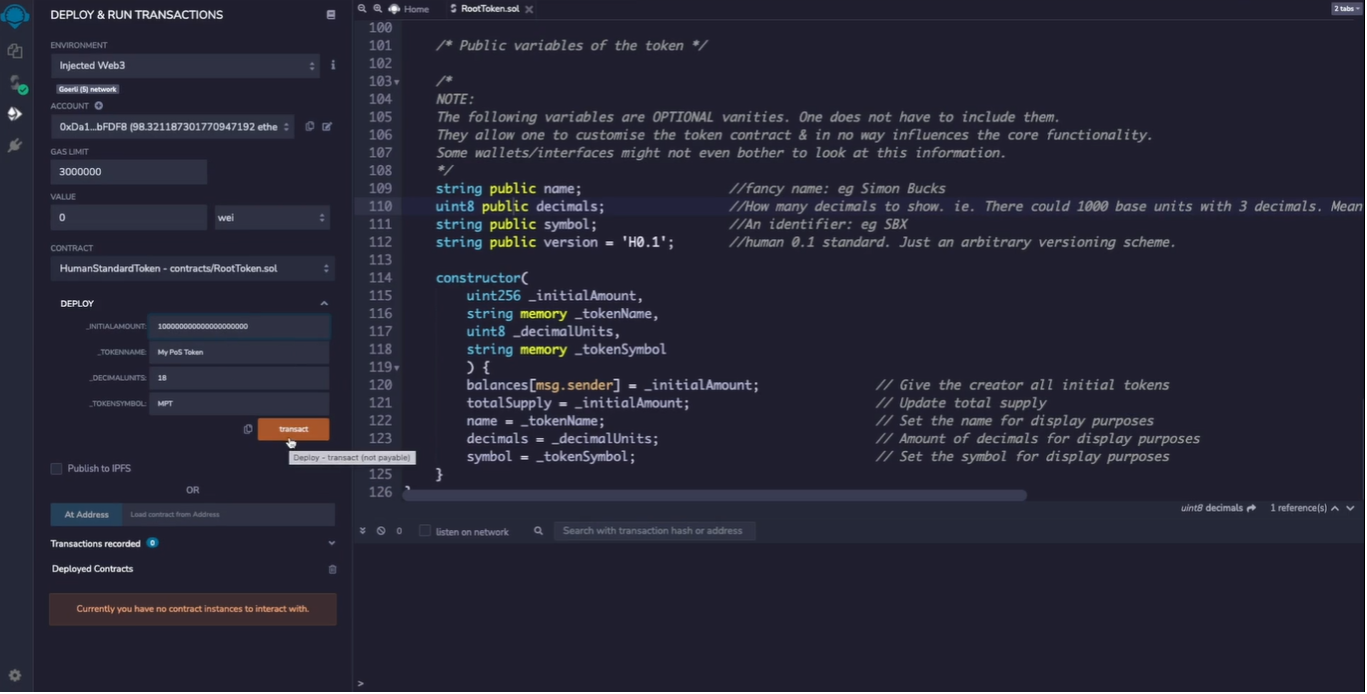 DEPLOY & RUN TRANSACTIONS
ENVIRONMENT
Injected Web3
Goerli (5) network
ACCOUNT
0xDa1...bFDF8 (98.321187301770947192 ethe
GAS LIMIT
3000000
VALUE
0 wei
CONTRACT
HumanStandardToken - contracts/RootToken.sol
DEPLOY
_INITIALAMOUNT:
_TOKENNAME: My PoS Token
_DECIMALUNITS: 18
_TOKENSYMBOL: MPT
transact
Deploy - transact (not payable)
Publish to IPFS
OR
At Address Load contract from Address
Transactions recorded 0
Deployed Contracts
Currently you have no contract instances to interact with.
Home RootToken.sol
2 tabs
100
101 /* Public variables of the token */
102
103 /*
104 NOTE:
105 The following variables are OPTIONAL vanities. One does not have to include them.
106 They allow one to customise the token contract & in no way influences the core functionality.
107 Some wallets/interfaces might not even bother to look at this information.
108 */
109 string public name; //fancy name: eg Simon Bucks
110 uint8 public decimals; //How many decimals to show. ie. There could 1000 base units with 3 decimals. Mean
111 string public symbol; //An identifier: eg SBX
112 string public version = 'H0.1'; //human 0.1 standard. Just an arbitrary versioning scheme.
113
114 constructor(
115 uint256 _initialAmount,
116 string memory _tokenName,
117 uint8 _decimalUnits,
118 string memory _tokenSymbol
119 ) {
120 balances[msg.sender] = _initialAmount; // Give the creator all initial tokens
121 totalSupply = _initialAmount; // Update total supply
122 name = _tokenName; // Set the name for display purposes
123 decimals = _decimalUnits; // Amount of decimals for display purposes
124 symbol = _tokenSymbol; // Set the symbol for display purposes
125 }
126
uint8 decimals 1 reference(s)
0 listen on network Search with transaction hash or address
>